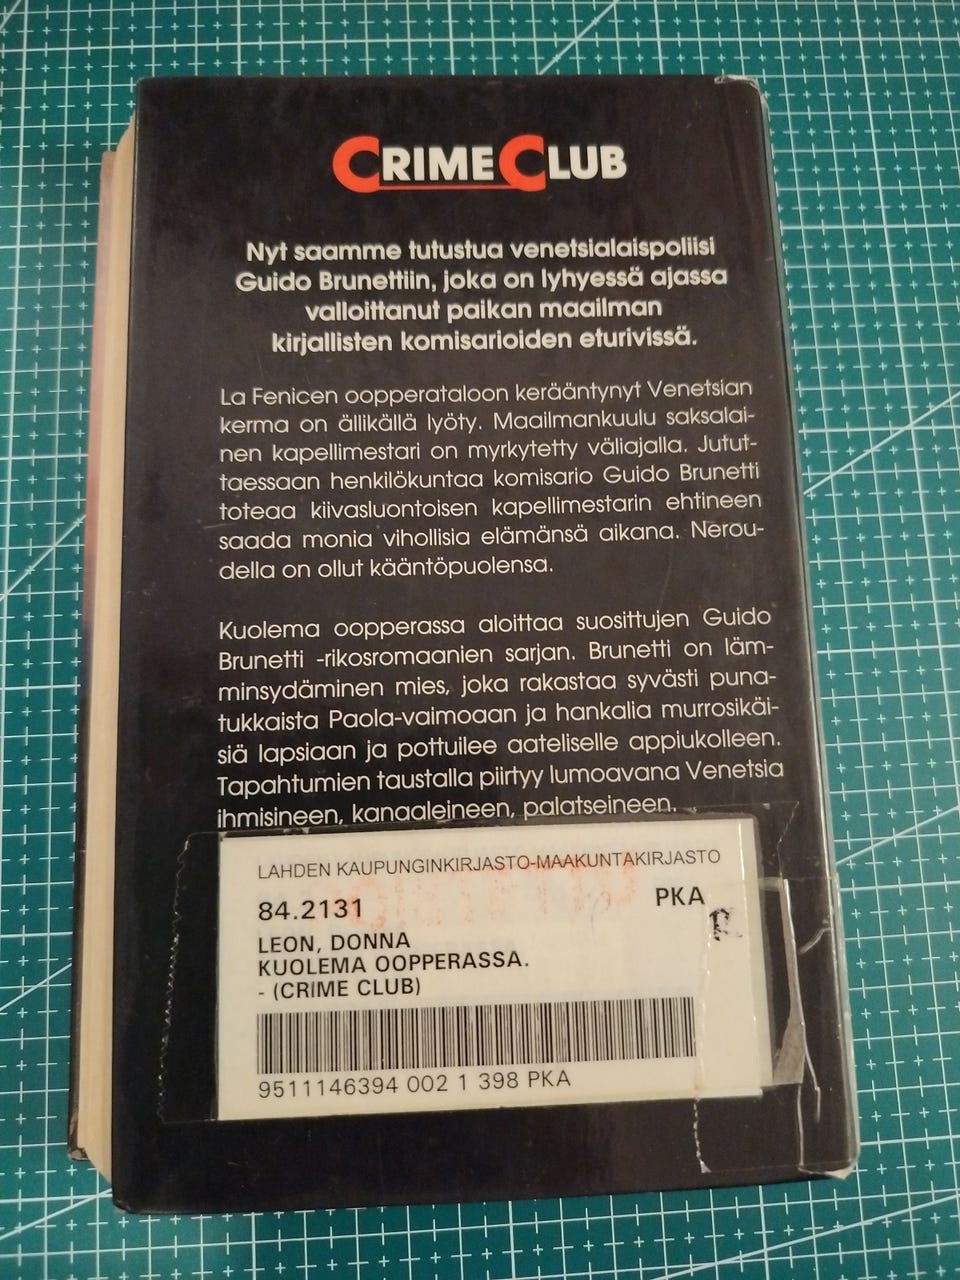 CRIME CLUB
Nyt saamme tutustua venetsialaispoliisi
Guido Brunettiin, joka on lyhyessä ajassa
valloittanut paikan maailman
kirjallisten komisarioiden eturivissä.
La Fenicen oopperataloon kerääntynyt Venetsian
kerma on ällikällä lyöty. Maailmankuulu saksalai-
nen kapellimestari on myrkytetty väliajalla. Jutut-
taessaan henkilökuntaa komisario Guido Brunetti
toteaa kiivasluontoisen kapellimestarin ehtineen
saada monia vihollisia elämänsä aikana. Nerou-
della on ollut kääntöpuolensa.
Kuolema oopperassa aloittaa suosittujen Guido
Brunetti -rikosromaanien sarjan. Brunetti on läm-
minsydäminen mies, joka rakastaa syvästi puna-
tukkaista Paola-vaimoaan ja hankalia murrosikäi-
siä lapsiaan ja pottuilee aateliselle appiukolleen.
Tapahtumien taustalla piirtyy lumoavana Venetsia
ihmisineen, kanaaleineen, palatseineen.
LAHDEN KAUPUNGINKIRJASTO-MAAKUNTAKIRJASTO
POISTETTU
84.2131 PKA
R
LEON, DONNA
KUOLEMA OOPPERASSA.
- (CRIME CLUB)
9511146394 002 1 398 PKA